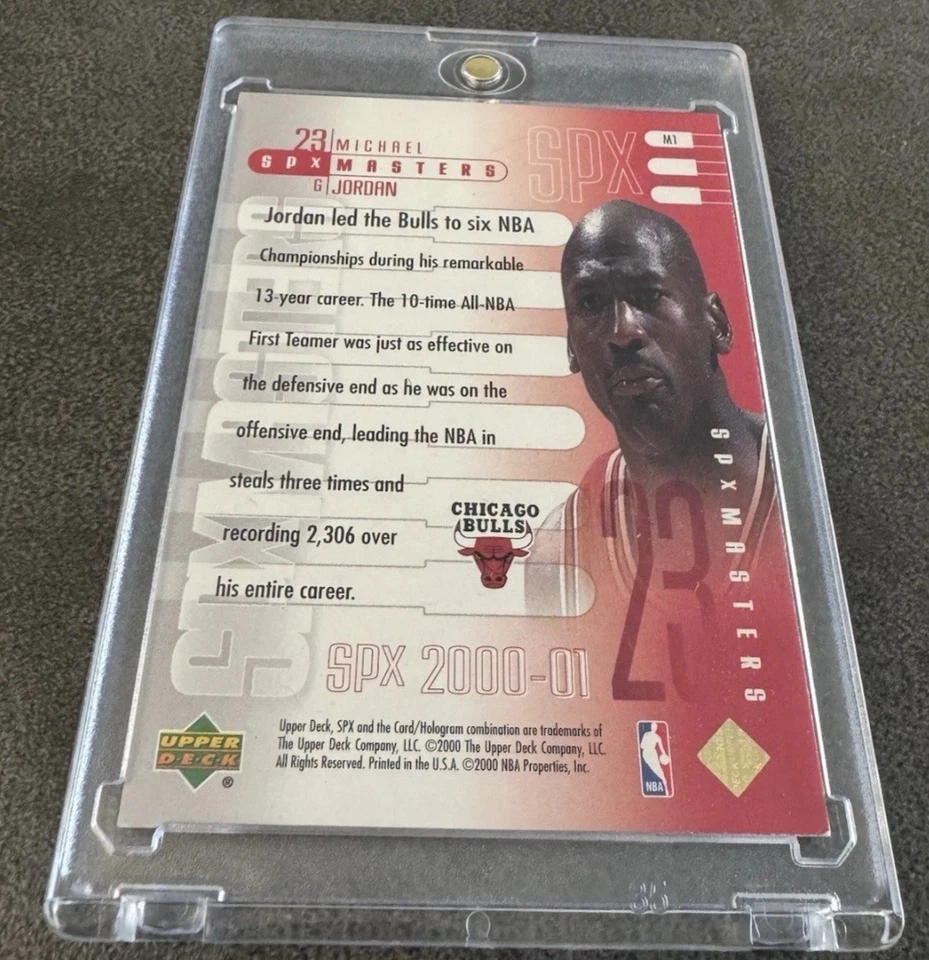 23 MICHAEL
SPX MASTERS
G JORDAN
SPX
M1
Jordan led the Bulls to six NBA
Championships during his remarkable
13-year career. The 10-time All-NBA
First Teamer was just as effective on
the defensive end as he was on the
offensive end, leading the NBA in
steals three times and
recording 2,306 over
his entire career.
CHICAGO
BULLS
23
SPX MASTERS
SPX 2000-01
UPPER
DECK
®
Upper Deck, SPX and the Card/Hologram combination are trademarks of
The Upper Deck Company, LLC. ©2000 The Upper Deck Company, LLC.
All Rights Reserved. Printed in the U.S.A. ©2000 NBA Properties, Inc.
NBA